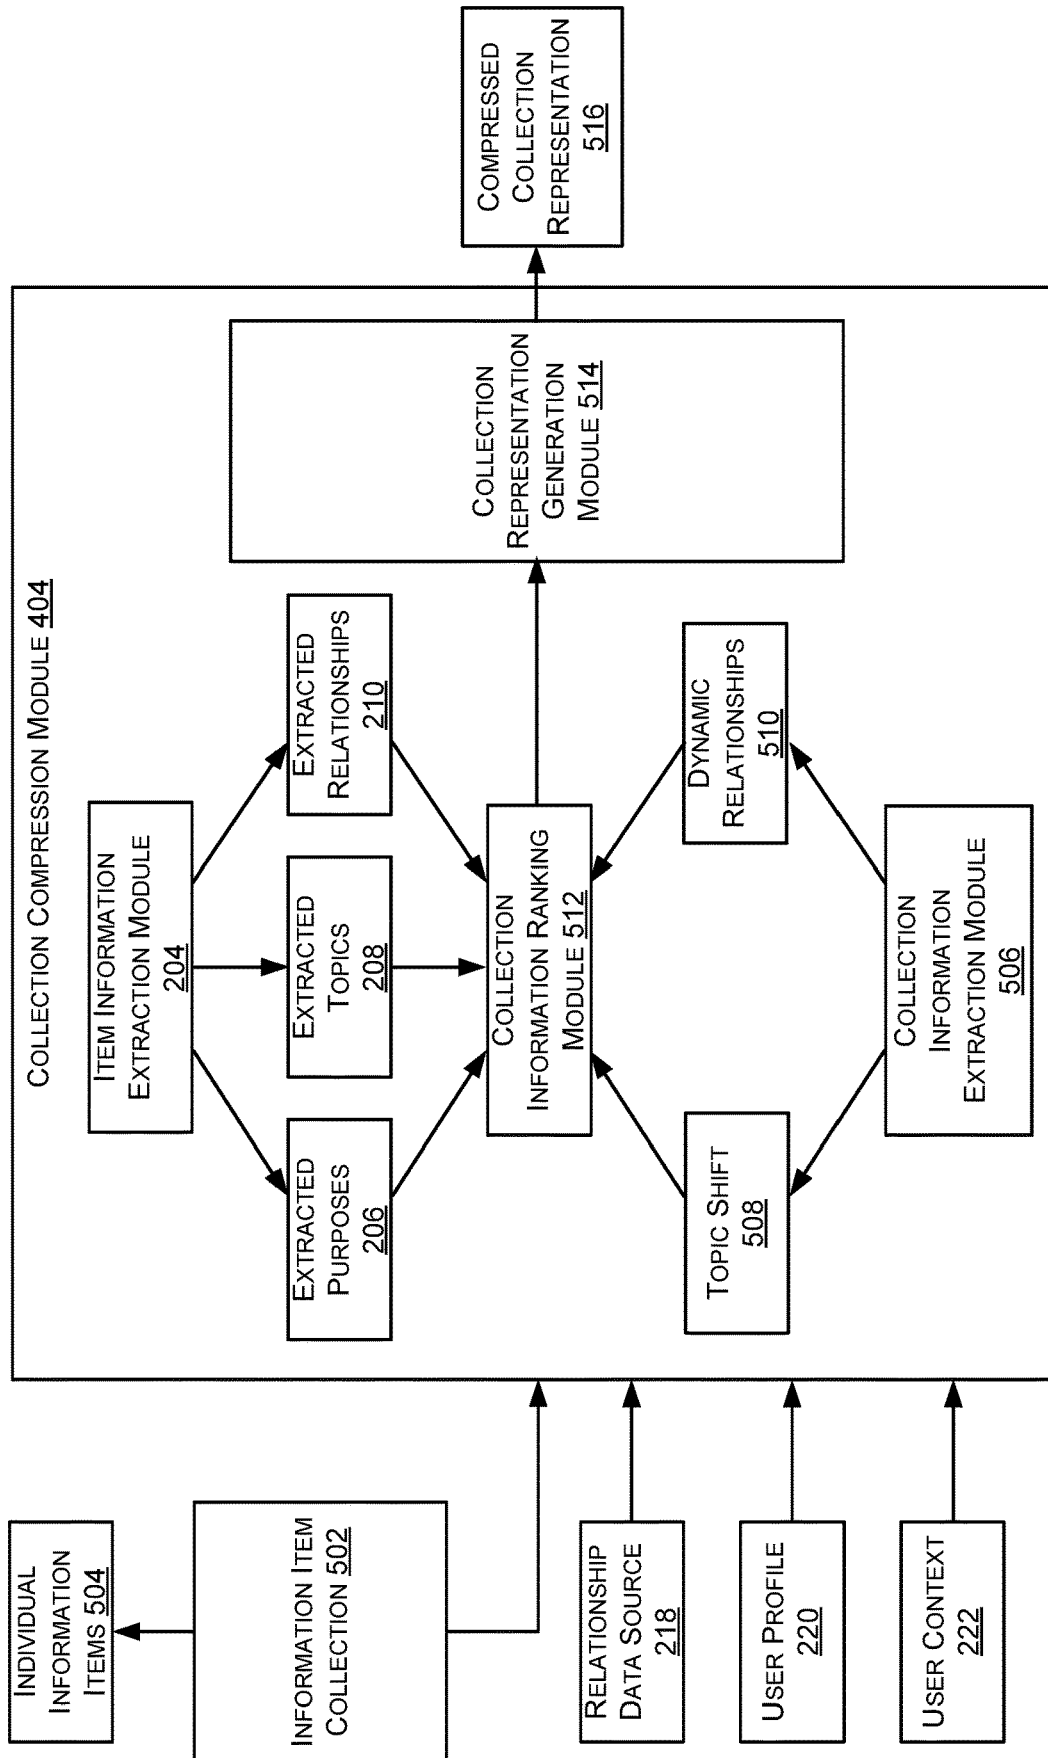 INDIVIDUAL
INFORMATION
ITEMS 504
INFORMATION ITEM
COLLECTION 502
RELATIONSHIP
DATA SOURCE
218
USER PROFILE
220
USER CONTEXT
222
COLLECTION COMPRESSION MODULE 404
ITEM INFORMATION
EXTRACTION MODULE
204
EXTRACTED
PURPOSES
206
EXTRACTED
TOPICS
208
EXTRACTED
RELATIONSHIPS
210
COLLECTION
INFORMATION RANKING
MODULE 512
TOPIC SHIFT
508
DYNAMIC
RELATIONSHIPS
510
COLLECTION
INFORMATION
EXTRACTION MODULE
506
COLLECTION
REPRESENTATION
GENERATION
MODULE 514
COMPRESSED
COLLECTION
REPRESENTATION
516